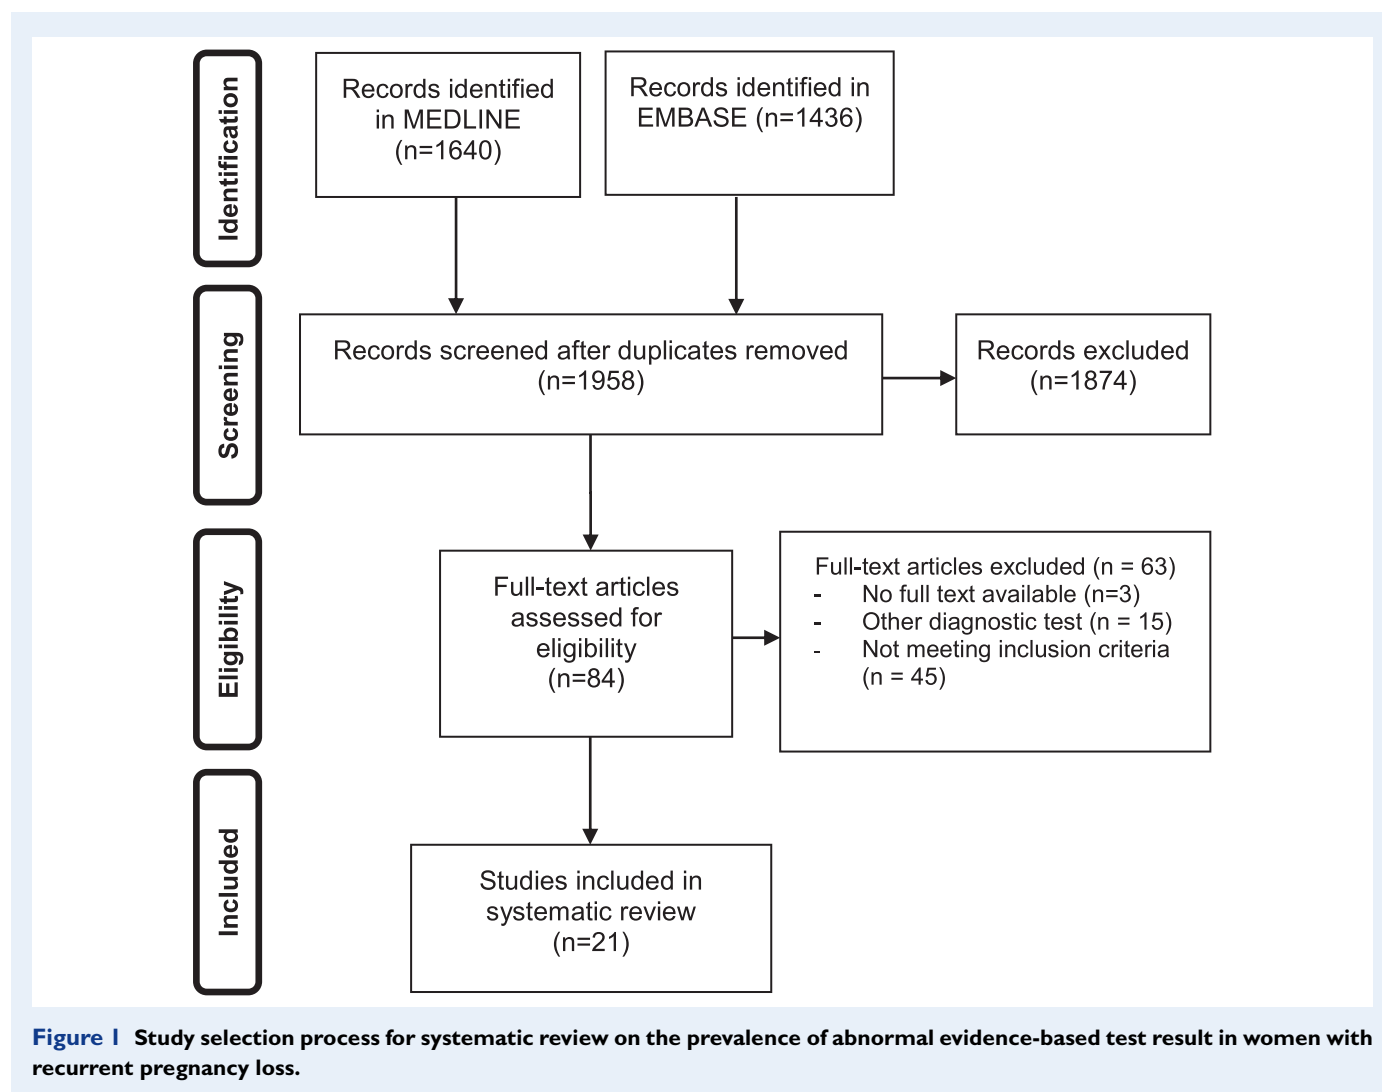 Identification
Records identified
in MEDLINE
(n=1640)
Records identified in
EMBASE (n=1436)
Screening
Records screened after duplicates removed
(n=1958)
Records excluded
(n=1874)
Eligibility
Full-text articles
assessed for
eligibility
(n=84)
Full-text articles excluded (n = 63)
- No full text available (n=3)
- Other diagnostic test (n = 15)
- Not meeting inclusion criteria
(n = 45)
Included
Studies included in
systematic review
(n=21)
Figure 1 Study selection process for systematic review on the prevalence of abnormal evidence-based test result in women with
recurrent pregnancy loss.